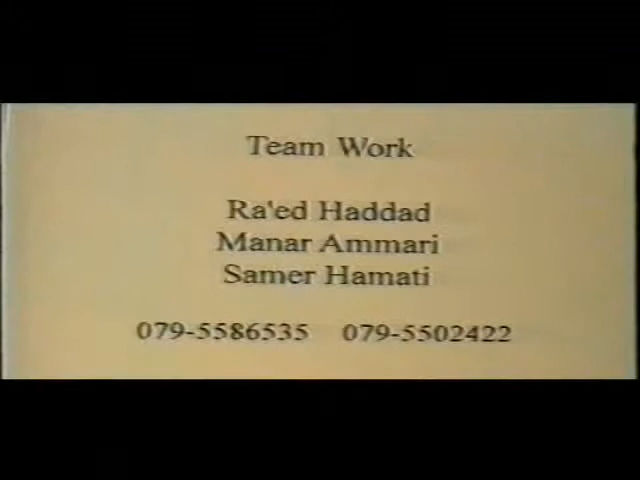 Team Work
Ra'ed Haddad
Manar Ammari
Samer Hamati
079-5586535 079-5502422